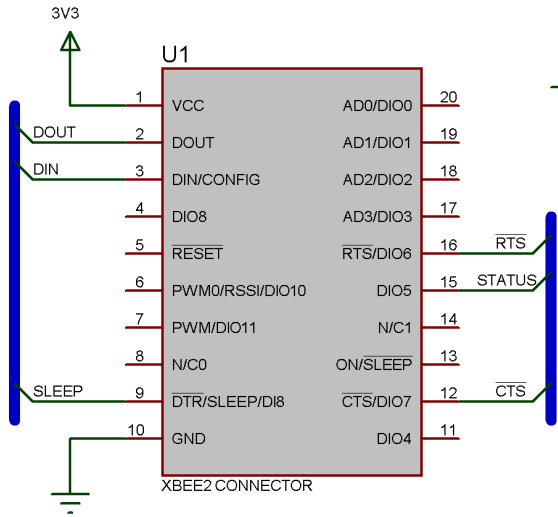 3V3
U1
1 VCC AD0/DIO0 20
DOUT 2 DOUT AD1/DIO1 19
DIN 3 DIN/CONFIG AD2/DIO2 18
4 DIO8 AD3/DIO3 17
5 RESET RTS/DIO6 16 RTS
6 PWM0/RSSI/DIO10 DIO5 15 STATUS
7 PWM/DIO11 N/C1 14
8 N/C0 ON/SLEEP 13
SLEEP 9 DTR/SLEEP/DI8 CTS/DIO7 12 CTS
10 GND DIO4 11
XBEE2 CONNECTOR